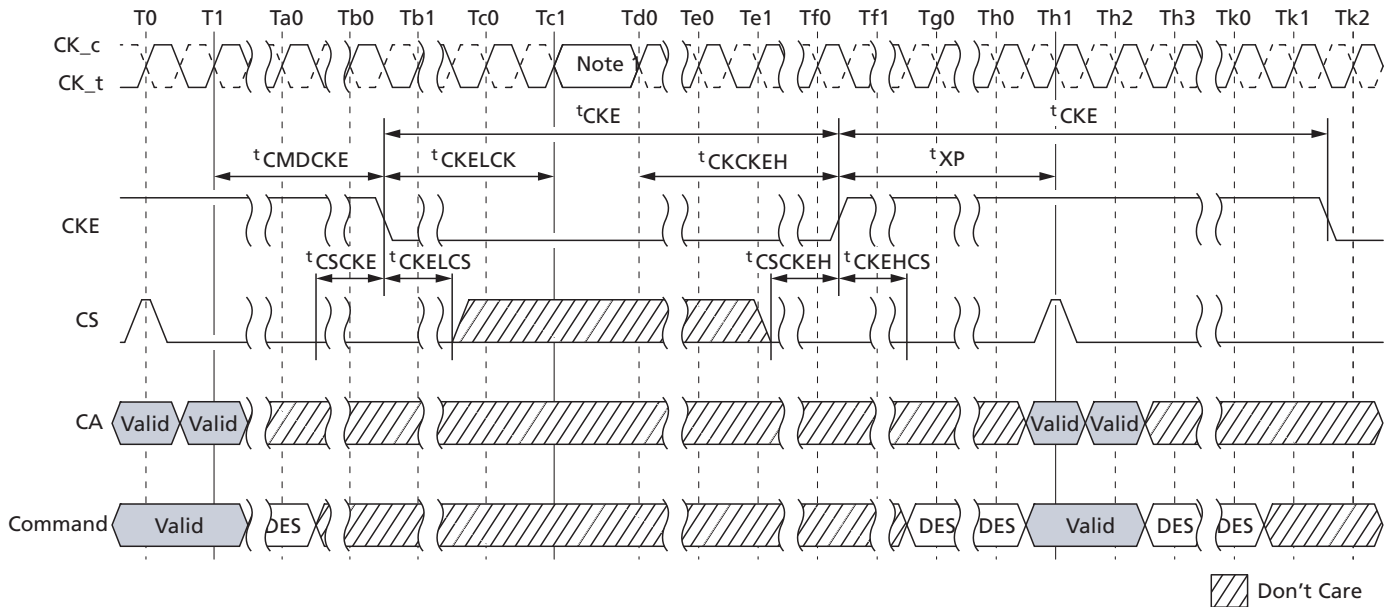 T0 T1 Ta0 Tb0 Tb1 Tc0 Tc1 Td0 Te0 Te1 Tf0 Tf1 Tg0 Th0 Th1 Th2 Th3 Tk0 Tk1 Tk2
CK_c
CK_t
Note
tCKE tCKE
tCMDCKE tCKELCK tCKCKEH tXP
CKE
tCSCKE tCKELCS tCSCKEH tCKEHCS
CS
CA Valid Valid Valid Valid
Command Valid DES DES DES Valid DES DES
Don't Care